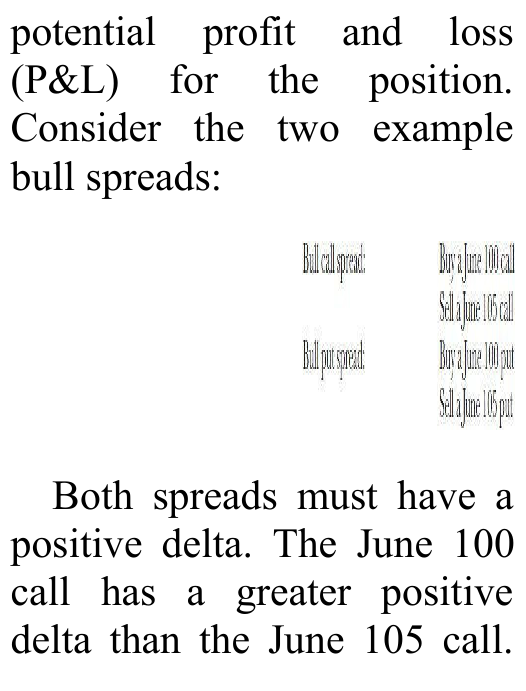 potential profit and loss
(P&L) for the position.
Consider the two example
bull spreads:
Bull call spread: Buy a June 100 call
Sell a June 105 call
Bull put spread: Buy a June 100 put
Sell a June 105 put
Both spreads must have a
positive delta. The June 100
call has a greater positive
delta than the June 105 call.